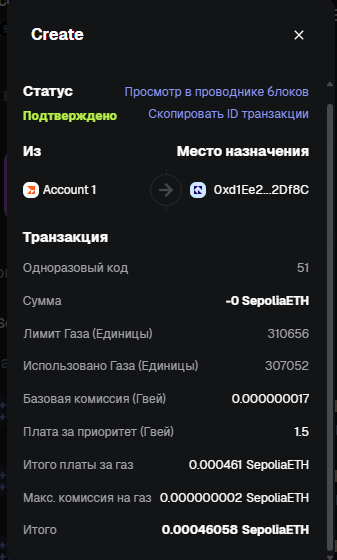 Create
Статус
Просмотр в проводнике блоков
Подтверждено
Скопировать ID транзакции
Из
Место назначения
Account 1
0xd1Ee2...2Df8C
Транзакция
Одноразовый код 51
Сумма -0 SepoliaETH
Лимит Газа (Единицы) 310656
Использовано Газа (Единицы) 307052
Базовая комиссия (Гвей) 0.000000017
Плата за приоритет (Гвей) 1.5
Итого платы за газ 0.000461 SepoliaETH
Макс. комиссия на газ 0.000000002 SepoliaETH
Итого 0.00046058 SepoliaETH